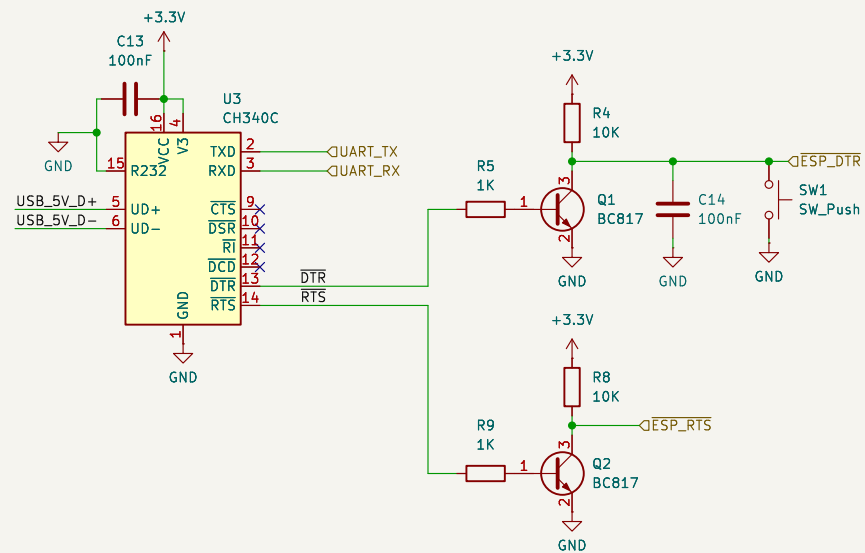 +3.3V
C13
100nF
U3
CH340C
16
4
VCC
V3
GND
15
R232
TXD
2
UART_TX
RXD
3
UART_RX
USB_5V_D+
5
UD+
USB_5V_D-
6
UD-
CTS
9
DSR
10
RI
11
DCD
12
DTR
13
DTR
RTS
14
RTS
GND
1
GND
+3.3V
R4
10K
ESP_DTR
R5
1K
1
3
Q1
BC817
2
GND
C14
100nF
GND
SW1
SW_Push
GND
+3.3V
R8
10K
ESP_RTS
R9
1K
1
3
Q2
BC817
2
GND